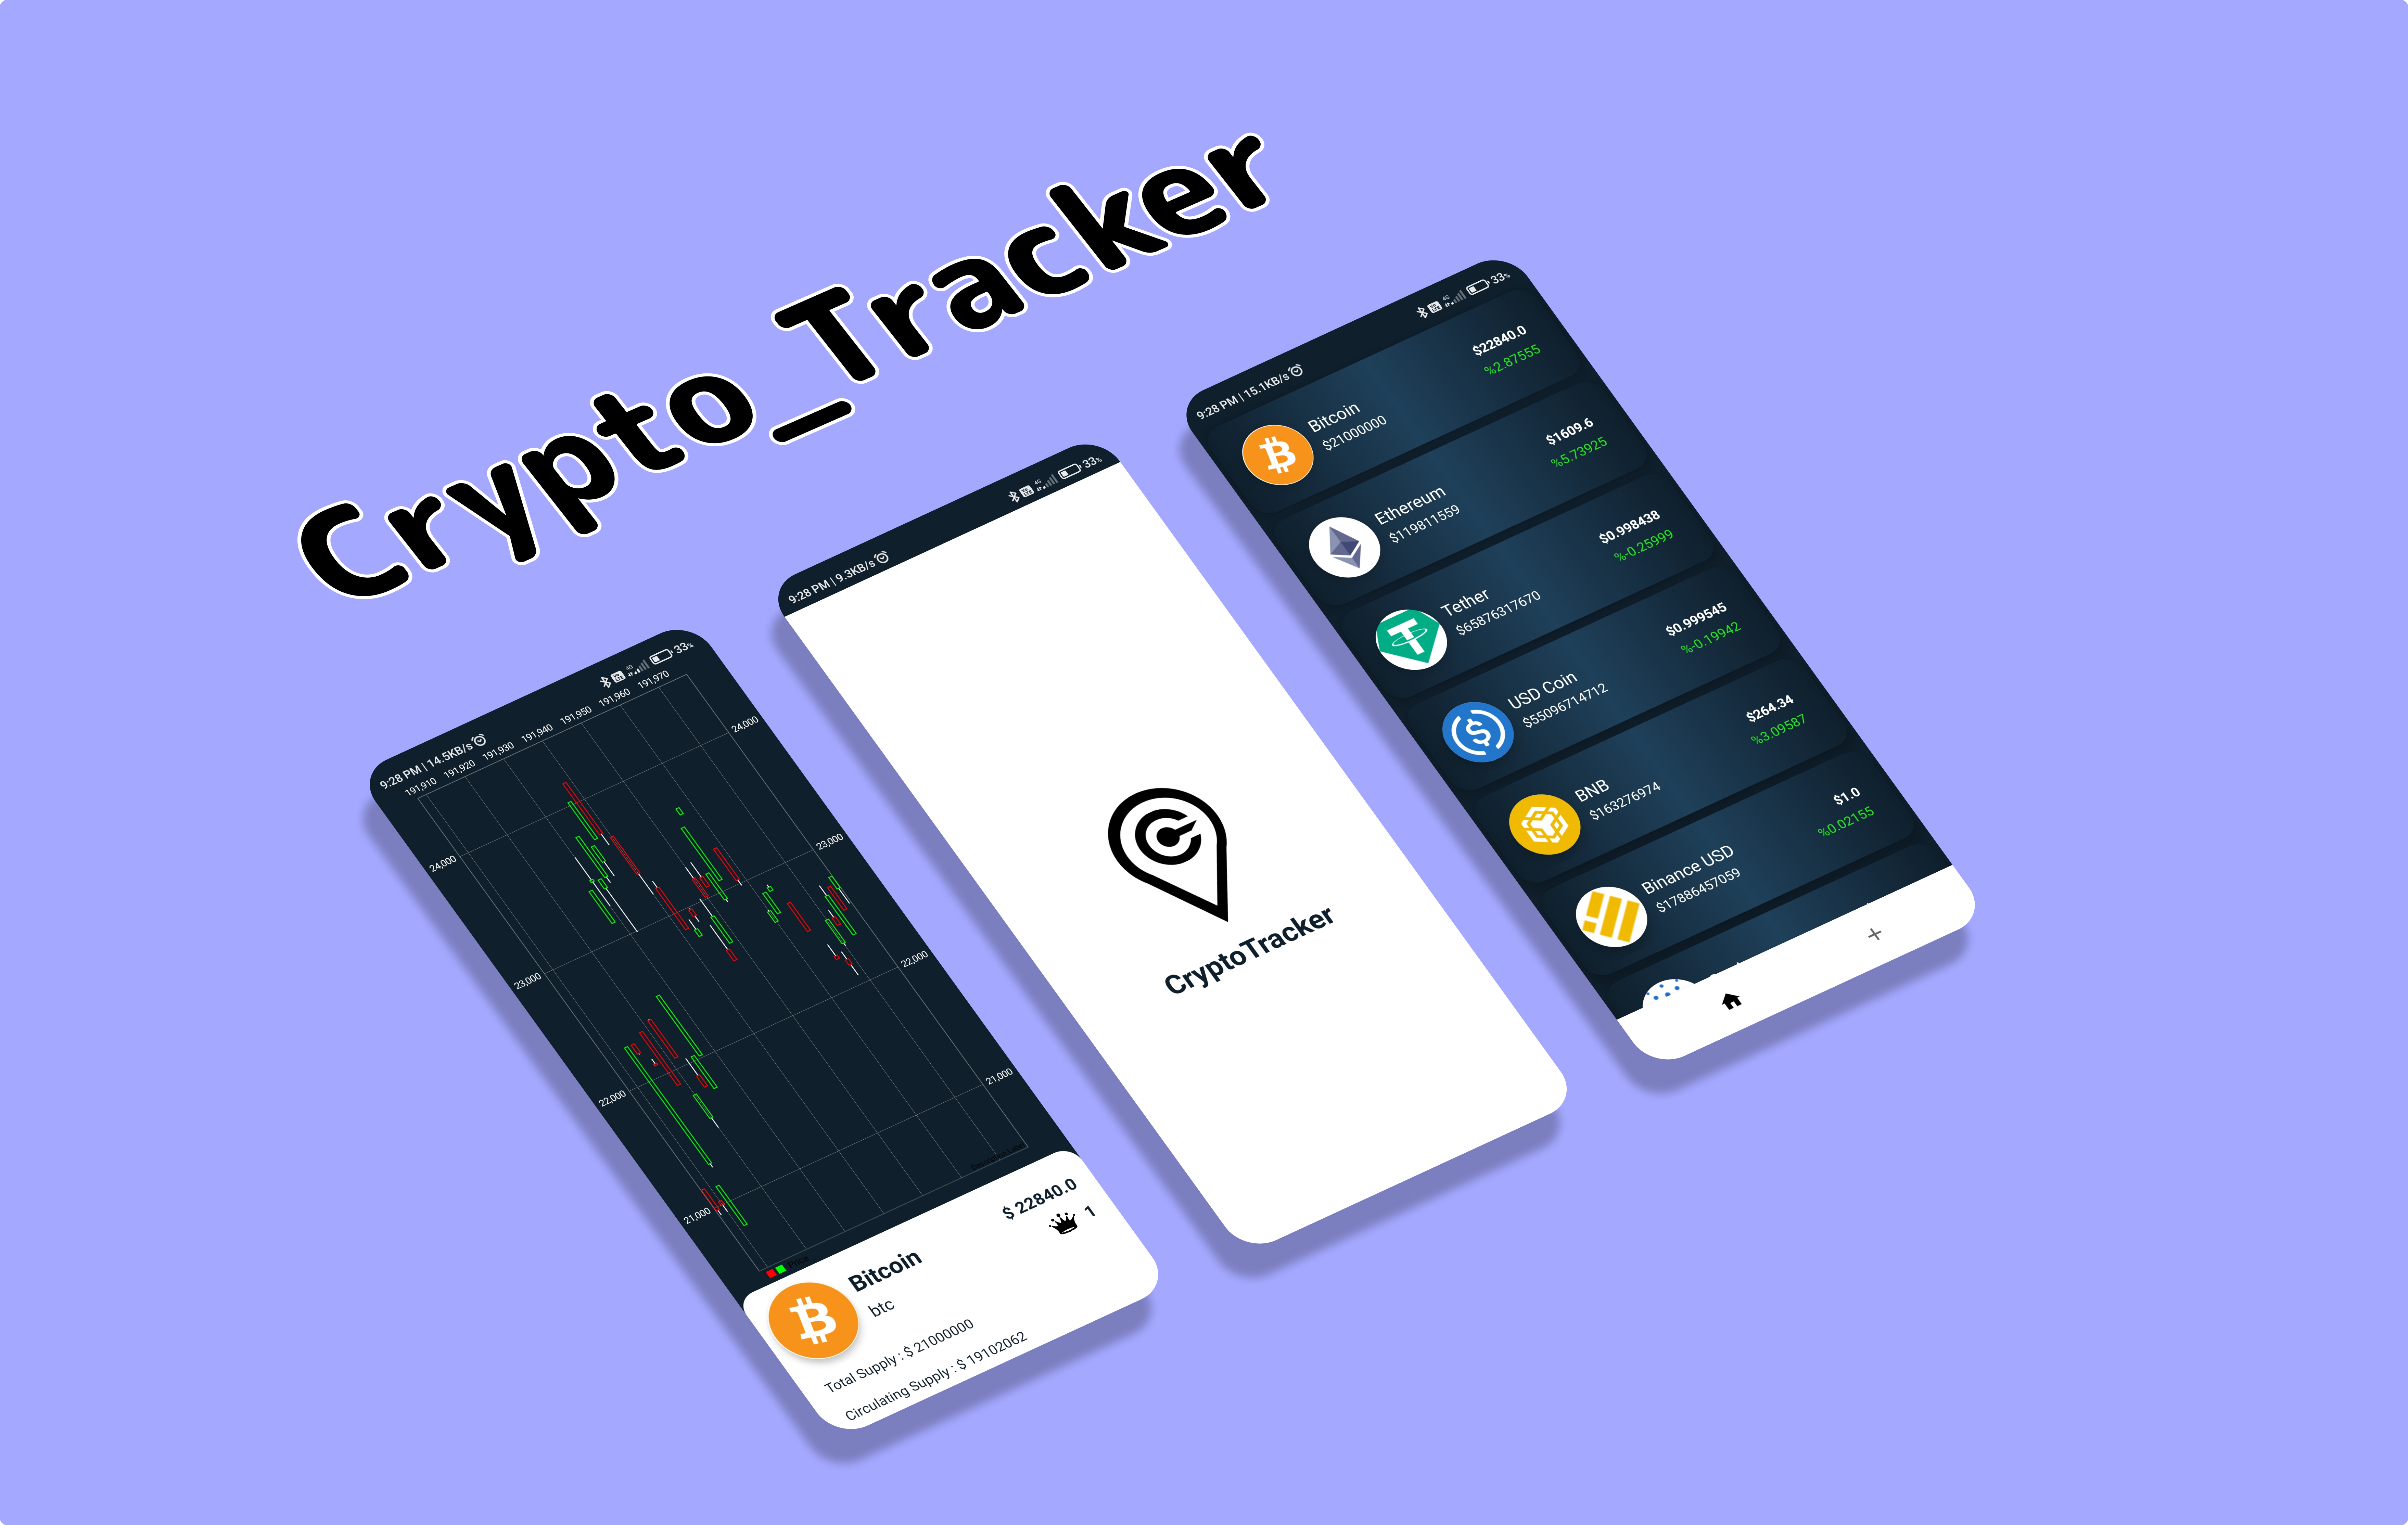 Crypto_Tracker
9:28 PM | 14.5KB/s
4G
33%
191,910 191,920 191,930 191,940 191,950 191,960 191,970
24,000
24,000
23,000
23,000
22,000
22,000
21,000
21,000
Bitcoin
$ 22840.0
btc
1
Total Supply : $ 21000000
Circulating Supply : $ 19102062
9:28 PM | 9.3KB/s
4G
33%
CryptoTracker
9:28 PM | 15.1KB/s
4G
33%
Bitcoin
$22840.0
$21000000
%2.87555
Ethereum
$1609.6
$119811559
%5.73925
Tether
$0.998438
$65876317670
%-0.25999
USD Coin
$0.999545
$55096714712
%-0.19942
BNB
$264.34
$163276974
%3.09587
Binance USD
$1.0
$17886457059
%0.02155